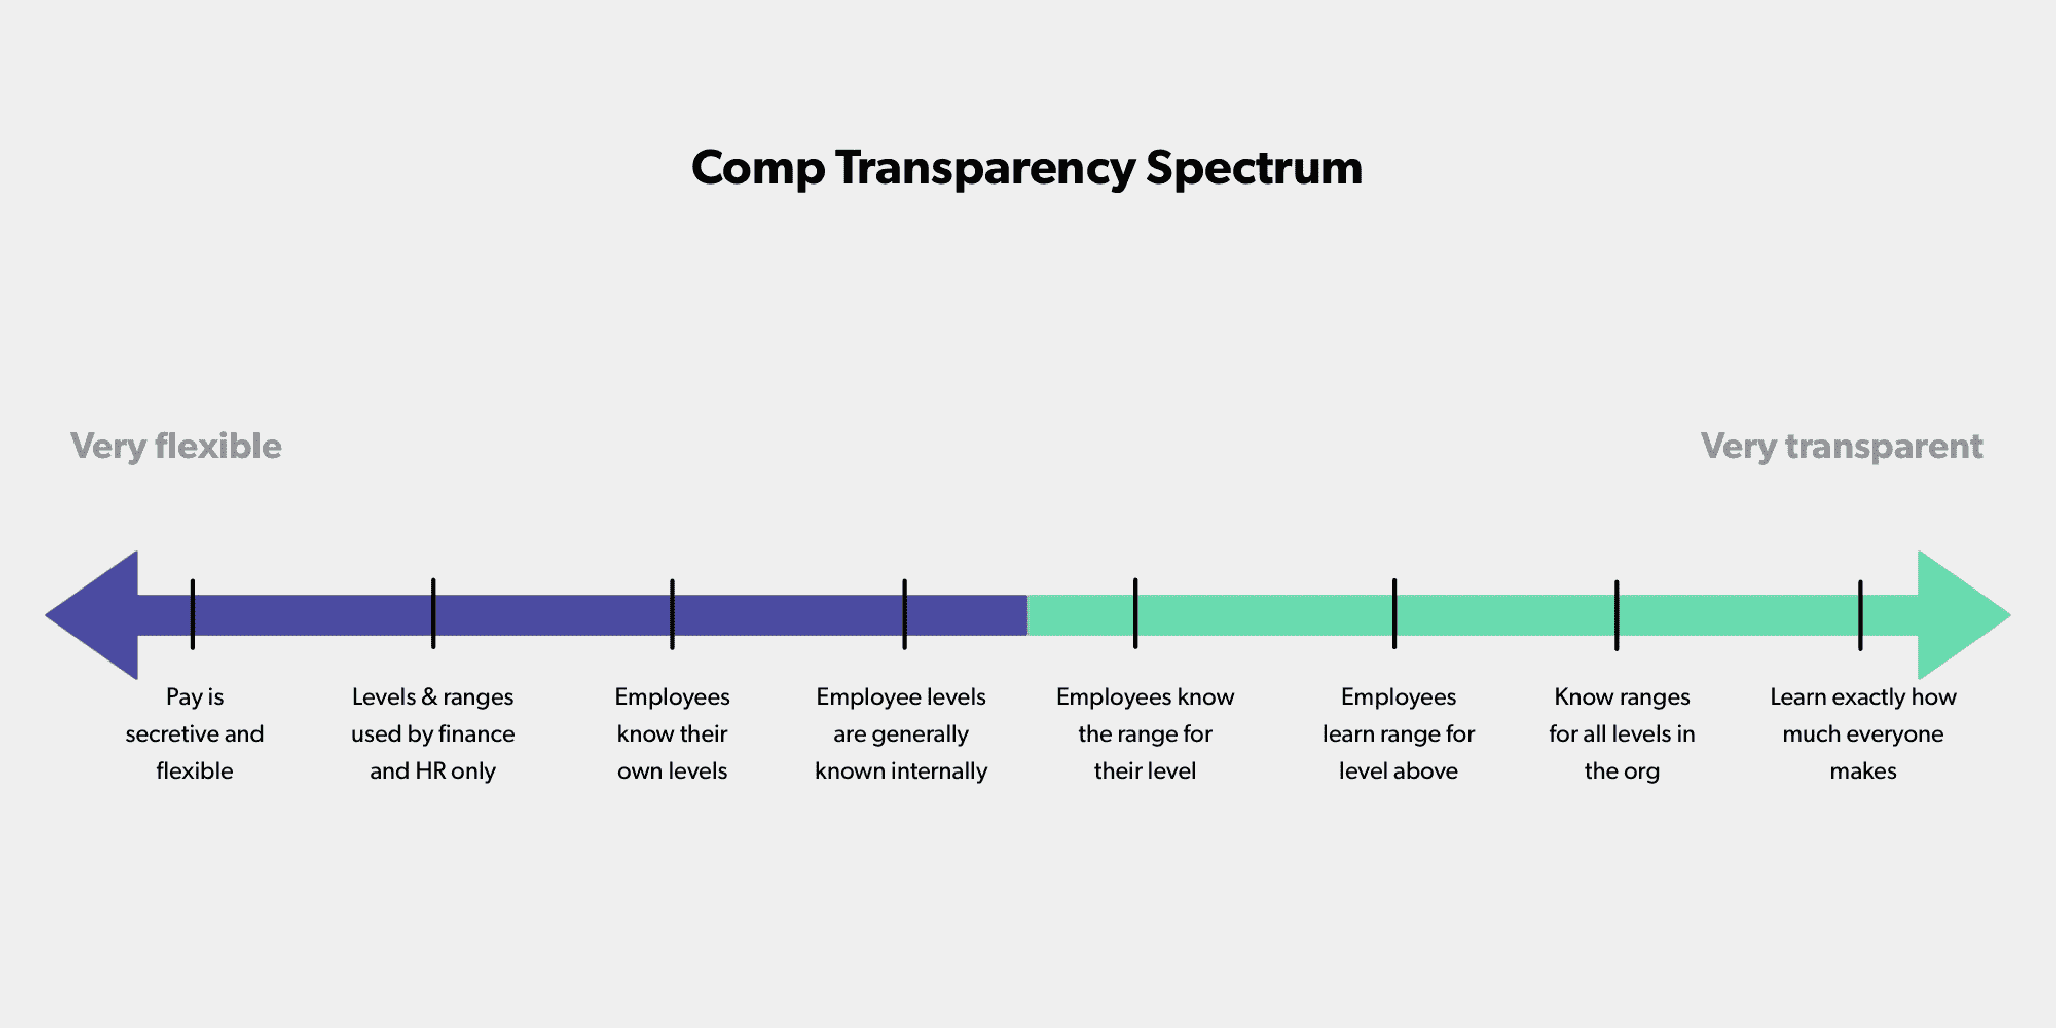 Comp Transparency Spectrum
Very flexible
Very transparent
Pay is
secretive and
flexible
Levels & ranges
used by finance
and HR only
Employees
know their
own levels
Employee levels
are generally
known internally
Employees know
the range for
their level
Employees
learn range for
level above
Know ranges
for all levels in
the org
Learn exactly how
much everyone
makes